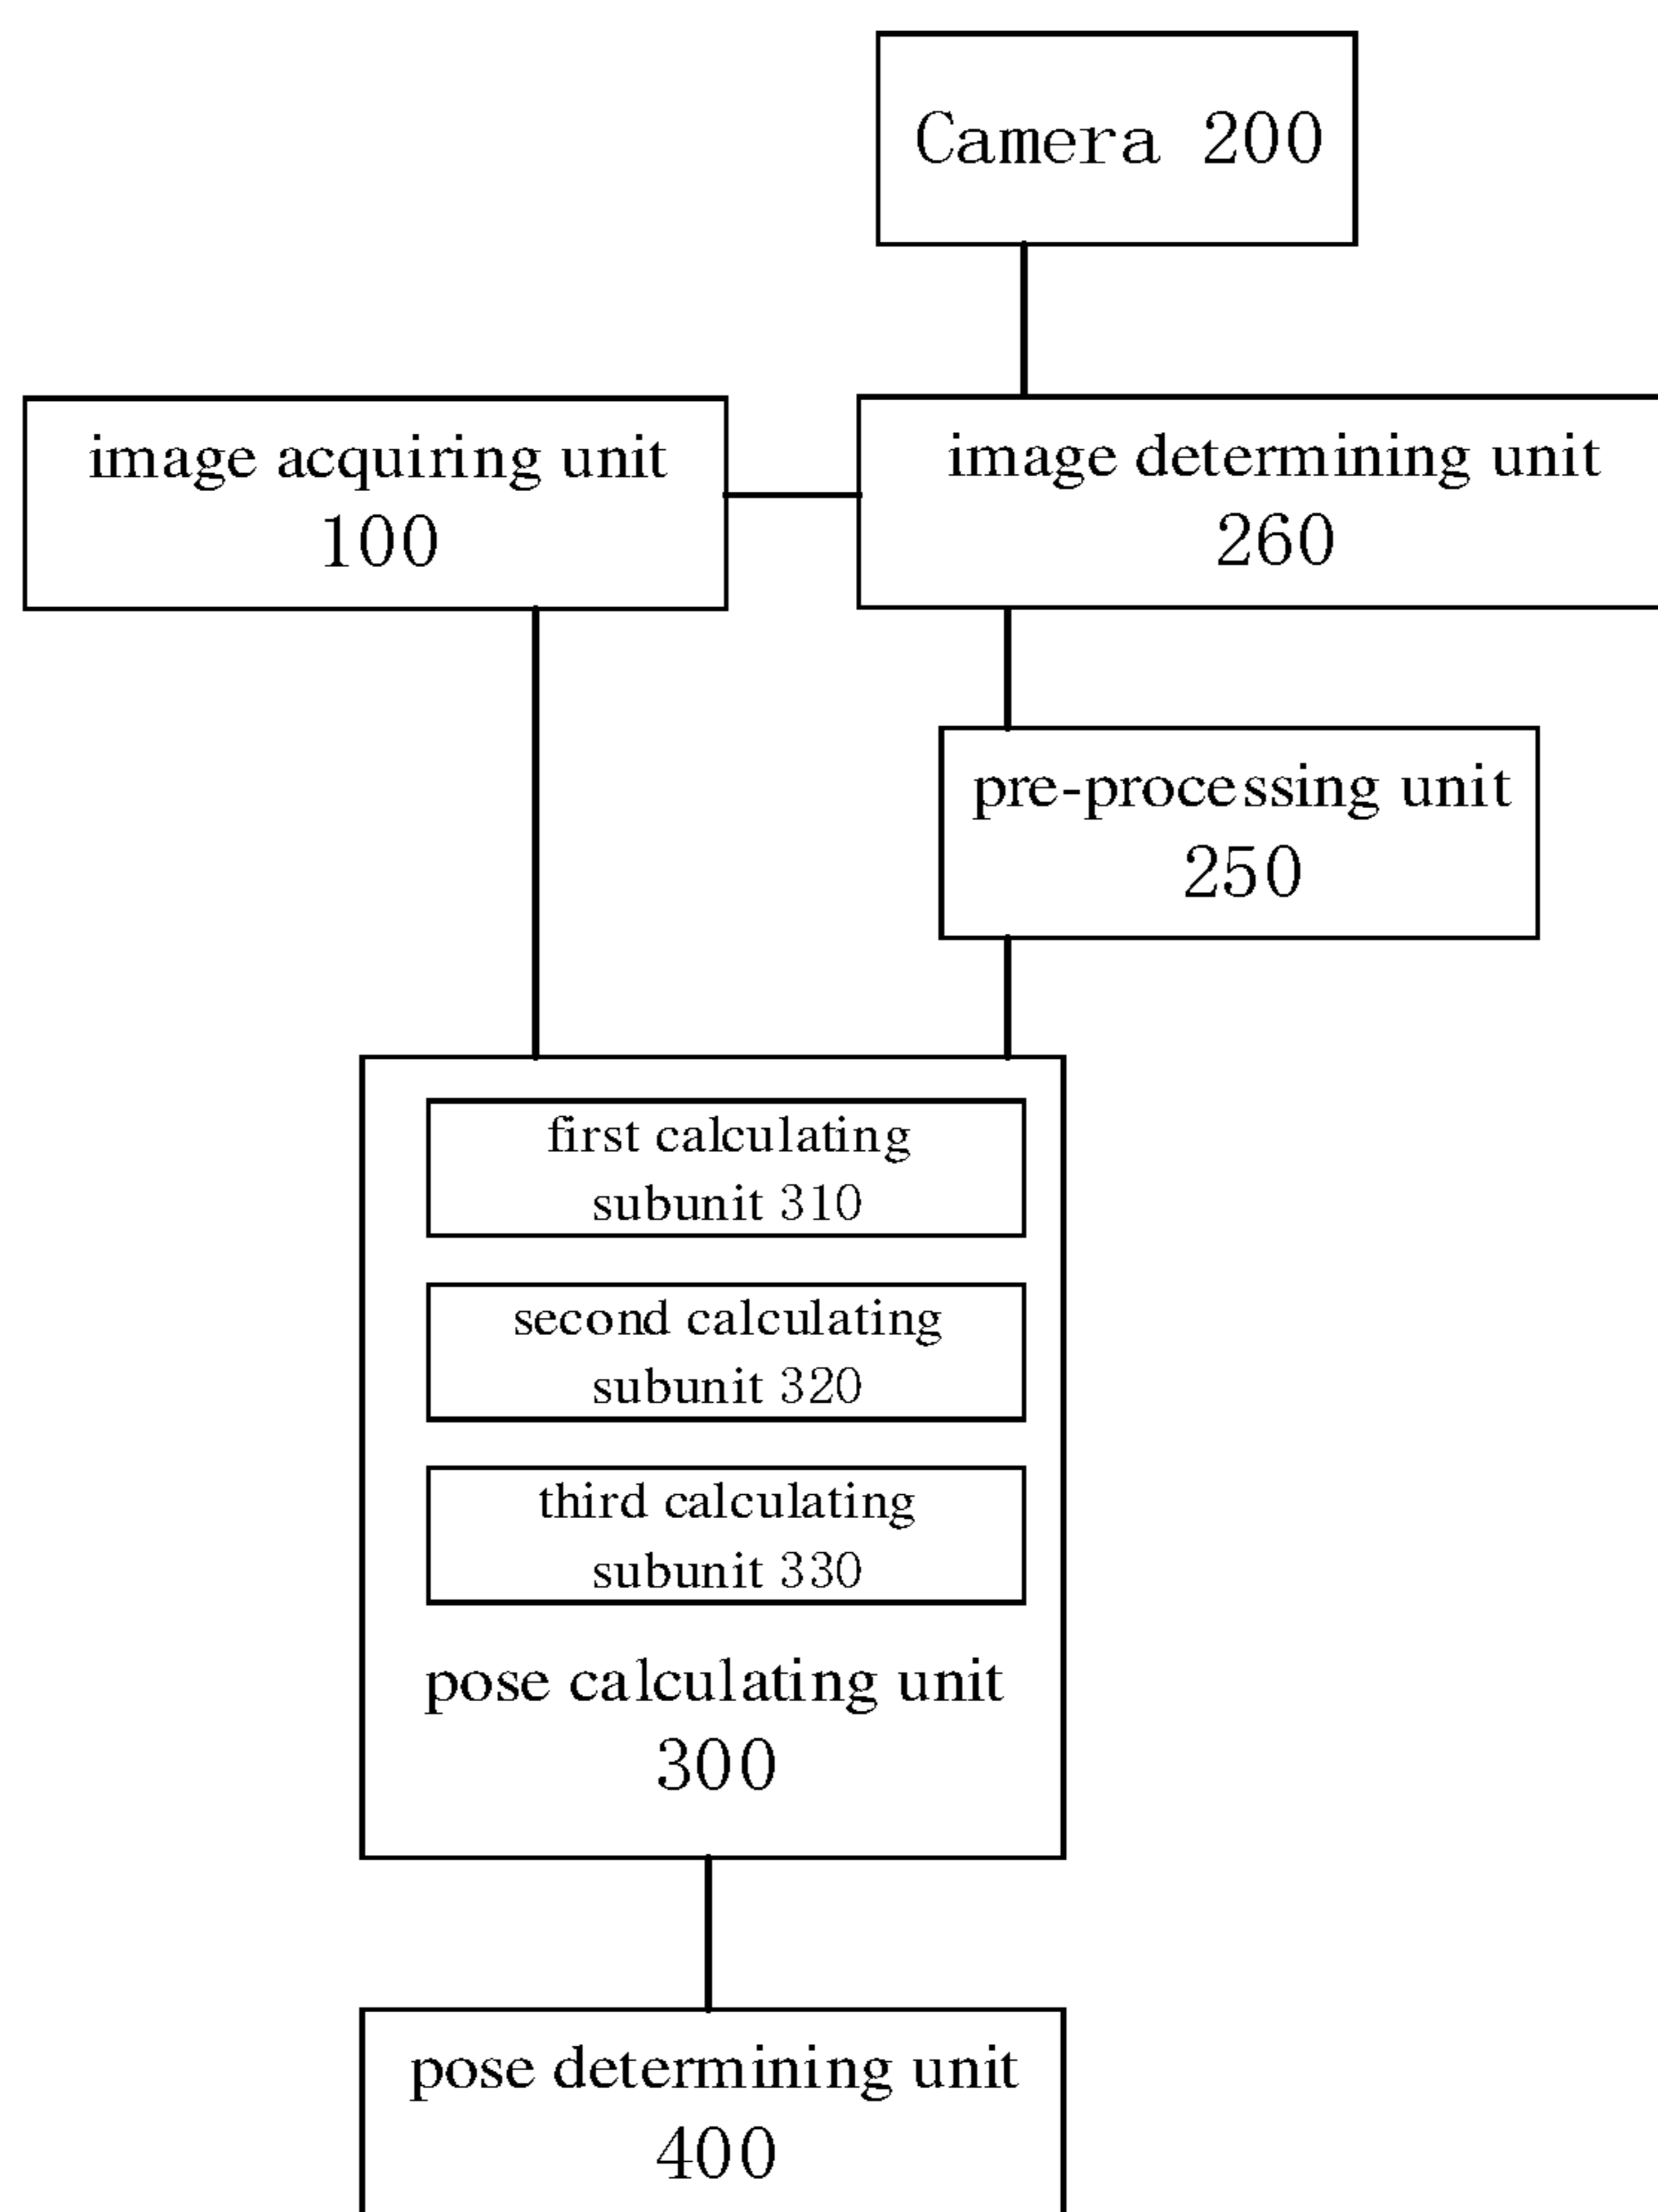 Camera 200
image acquiring unit
100
image determining unit
260
pre-processing unit
250
first calculating
subunit 310
second calculating
subunit 320
third calculating
subunit 330
pose calculating unit
300
pose determining unit
400